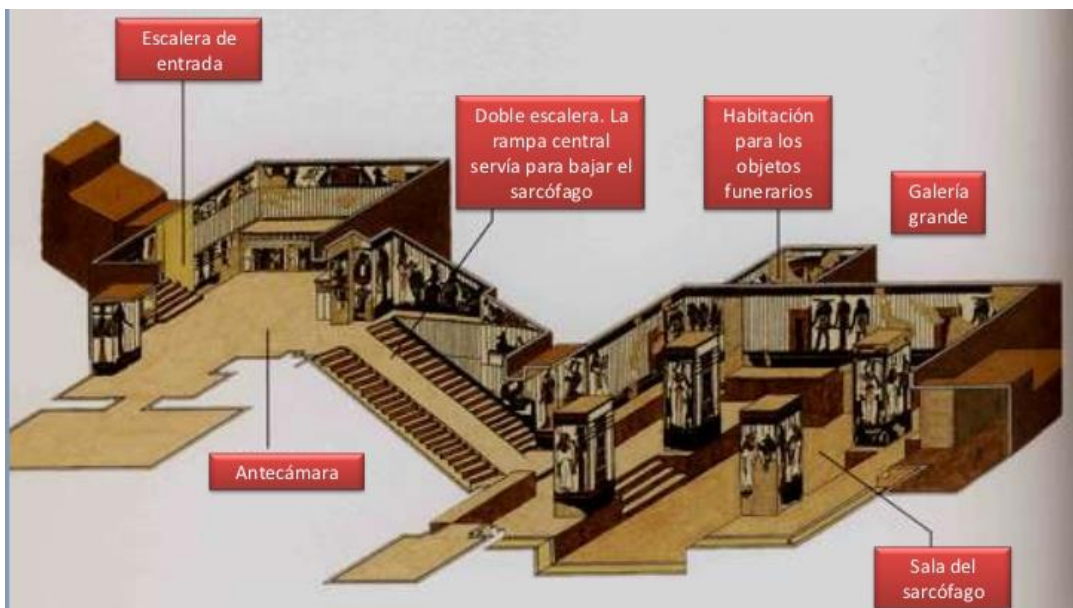 Escalera de
entrada
Doble escalera. La
rampa central
servía para bajar el
sarcófago
Habitación
para los
objetos
funerarios
Galería
grande
Antecámara
Sala del
sarcófago